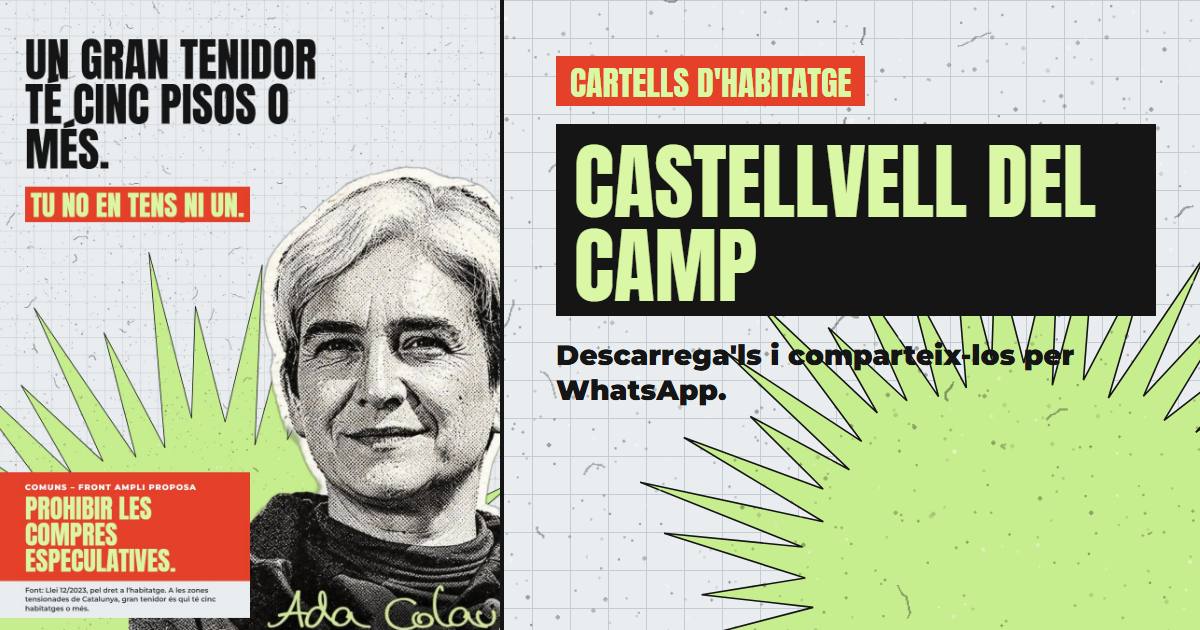 UN GRAN TENIDOR
TÉ CINC PISOS O
MÉS.
TU NO EN TENS NI UN.
COMUNS – FRONT AMPLI PROPOSA
PROHIBIR LES
COMPRES
ESPECULATIVES.
Font: Llei 12/2023, pel dret a l'habitatge. A les zones
tensionades de Catalunya, gran tenidor és qui té cinc
habitatges o més.
Ada Colau
CARTELLS D'HABITATGE
CASTELLVELL DEL
CAMP
Descarrega'ls i comparteix-los per
WhatsApp.